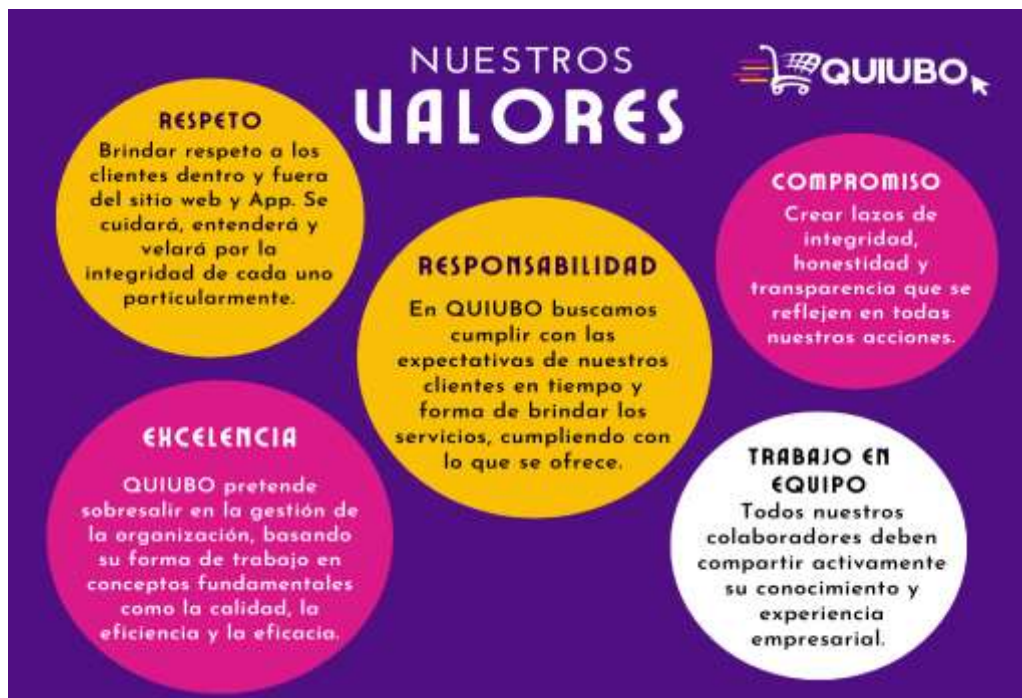 NUESTROS
VALORES
QUIUBO
RESPETO
Brindar respeto a los
clientes dentro y fuera
del sitio web y App. Se
cuidará, entenderá y
velará por la
integridad de cada uno
particularmente.
RESPONSABILIDAD
En QUIUBO buscamos
cumplir con las
expectativas de nuestros
clientes en tiempo y
forma de brindar los
servicios, cumpliendo con
lo que se ofrece.
COMPROMISO
Crear lazos de
integridad,
honestidad y
transparencia que se
reflejen en todas
nuestras acciones.
EXCELENCIA
QUIUBO pretende
sobresalir en la gestión de
la organización, basando
su forma de trabajo en
conceptos fundamentales
como la calidad, la
eficiencia y la eficacia.
TRABAJO EN
EQUIPO
Todos nuestros
colaboradores deben
compartir activamente
su conocimiento y
experiencia
empresarial.